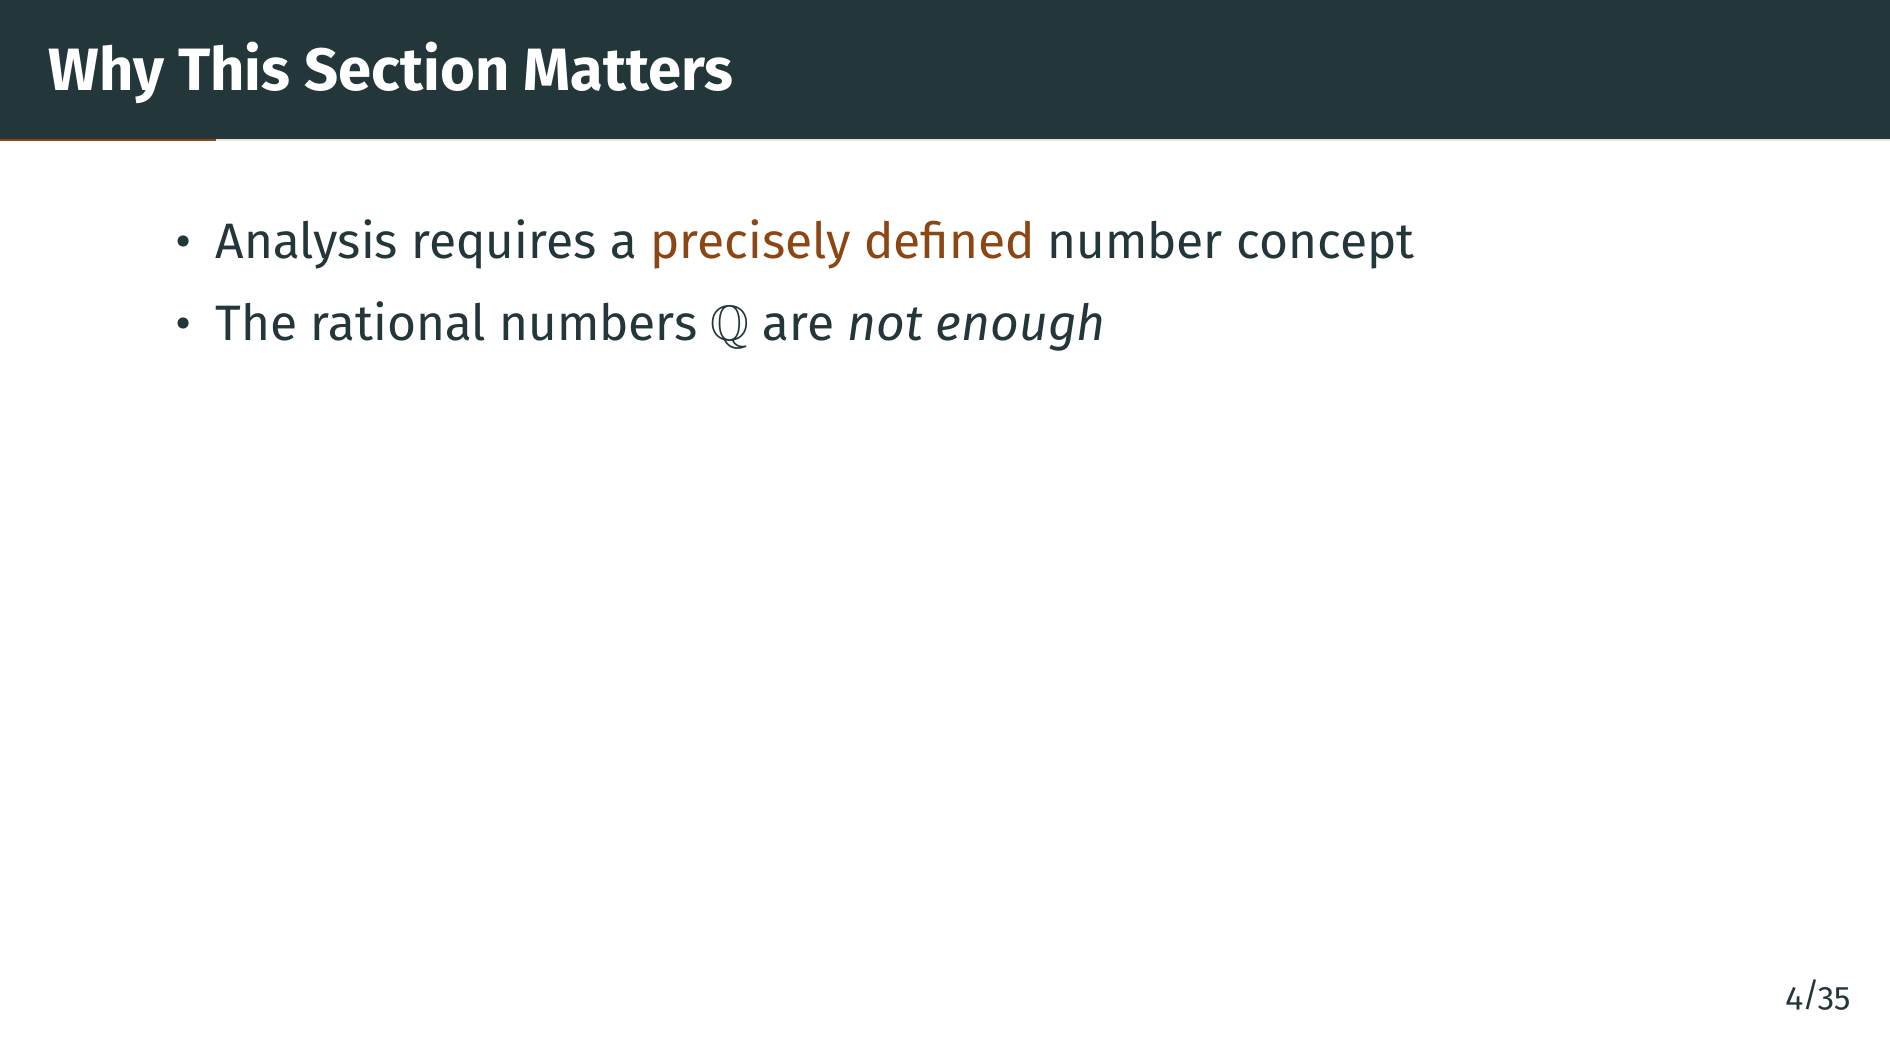 Why This Section Matters
• Analysis requires a precisely defined number concept
• The rational numbers ℚ are not enough
4/35